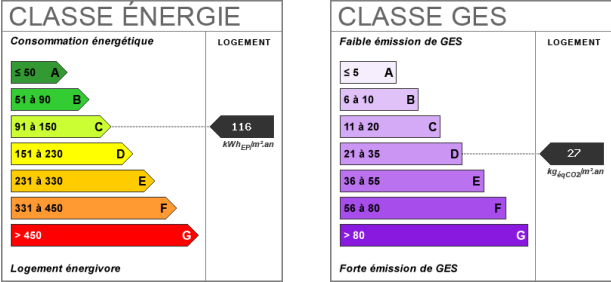 CLASSE ÉNERGIE
Consommation énergétique
LOGEMENT
≤ 50 A
51 à 90 B
91 à 150 C
116
kWhEP/m².an
151 à 230 D
231 à 330 E
331 à 450 F
> 450 G
Logement énergivore
CLASSE GES
Faible émission de GES
LOGEMENT
≤ 5 A
6 à 10 B
11 à 20 C
21 à 35 D
27
kgéqCO2/m².an
36 à 55 E
56 à 80 F
> 80 G
Forte émission de GES